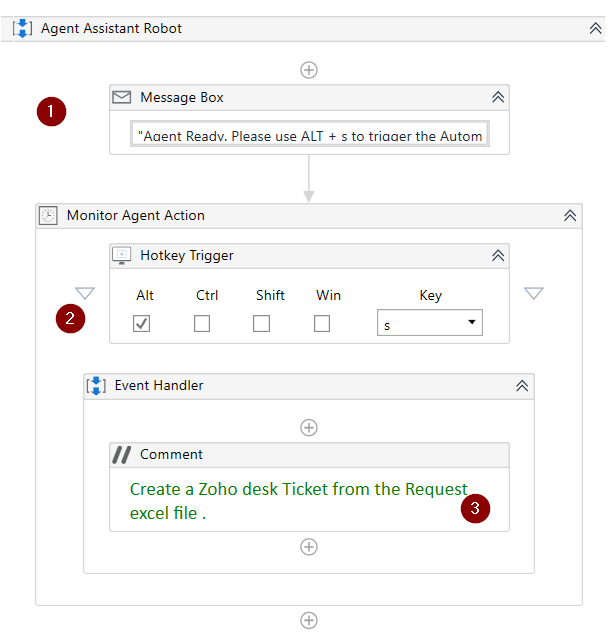 Agent Assistant Robot
1
Message Box
"Agent Ready. Please use ALT + s to trigger the Autom
Monitor Agent Action
Hotkey Trigger
Alt Ctrl Shift Win Key
2
s
Event Handler
Comment
Create a Zoho desk Ticket from the Request
excel file .
3